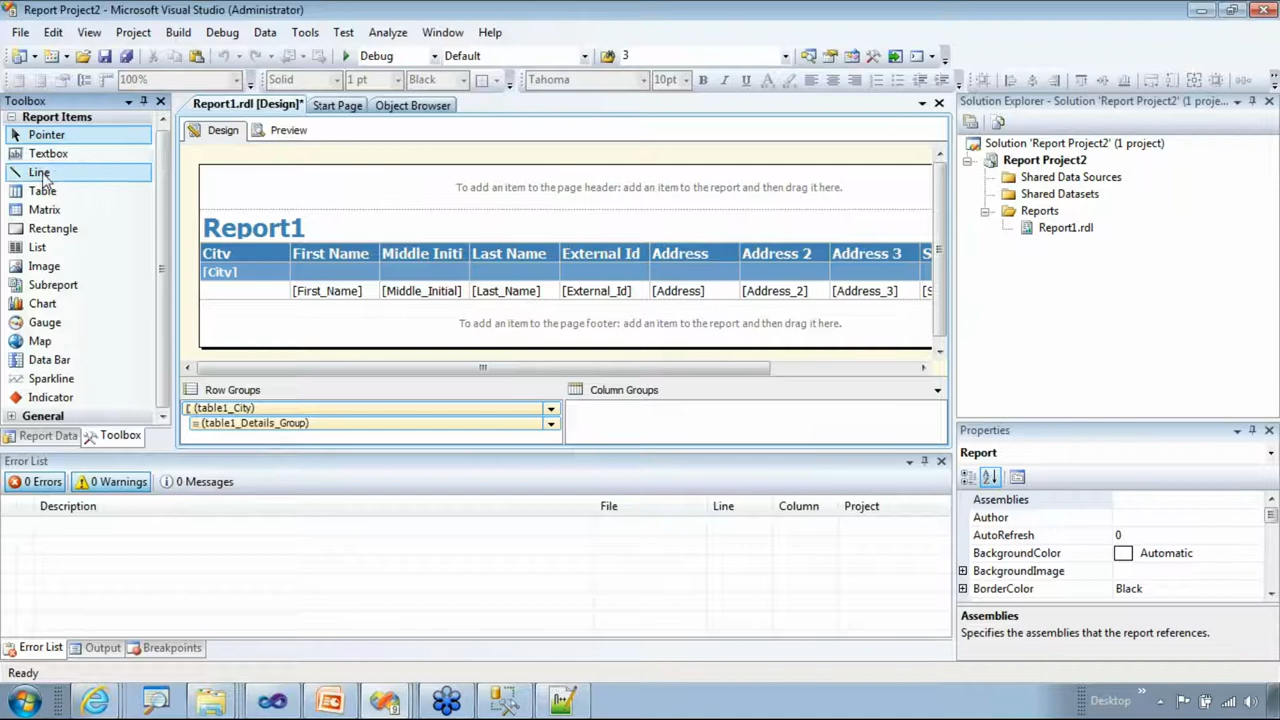 Report Project2 - Microsoft Visual Studio (Administrator)
File Edit View Project Build Debug Data Tools Test Analyze Window Help
Debug Default 3
100% Solid 1 pt Black Tahoma 10pt B I U A
Toolbox
Report Items
Pointer
Textbox
Line
Table
Matrix
Rectangle
List
Image
Subreport
Chart
Gauge
Map
Data Bar
Sparkline
Indicator
General
Report Data Toolbox
Report1.rdl [Design]* Start Page Object Browser
Design Preview
To add an item to the page header: add an item to the report and then drag it here.
Report1
City First Name Middle Initi Last Name External Id Address Address 2 Address 3 S
[City]
[First_Name] [Middle_Initial] [Last_Name] [External_Id] [Address] [Address_2] [Address_3] [S
To add an item to the page footer: add an item to the report and then drag it here.
Row Groups Column Groups
(table1_City)
(table1_Details_Group)
Solution Explorer - Solution 'Report Project2' (1 proje...
Solution 'Report Project2' (1 project)
Report Project2
Shared Data Sources
Shared Datasets
Reports
Report1.rdl
Properties
Report
Assemblies
Author
AutoRefresh 0
BackgroundColor Automatic
BackgroundImage
BorderColor Black
Assemblies
Specifies the assemblies that the report references.
Error List
0 Errors 0 Warnings 0 Messages
Description File Line Column Project
Error List Output Breakpoints
Ready
Desktop